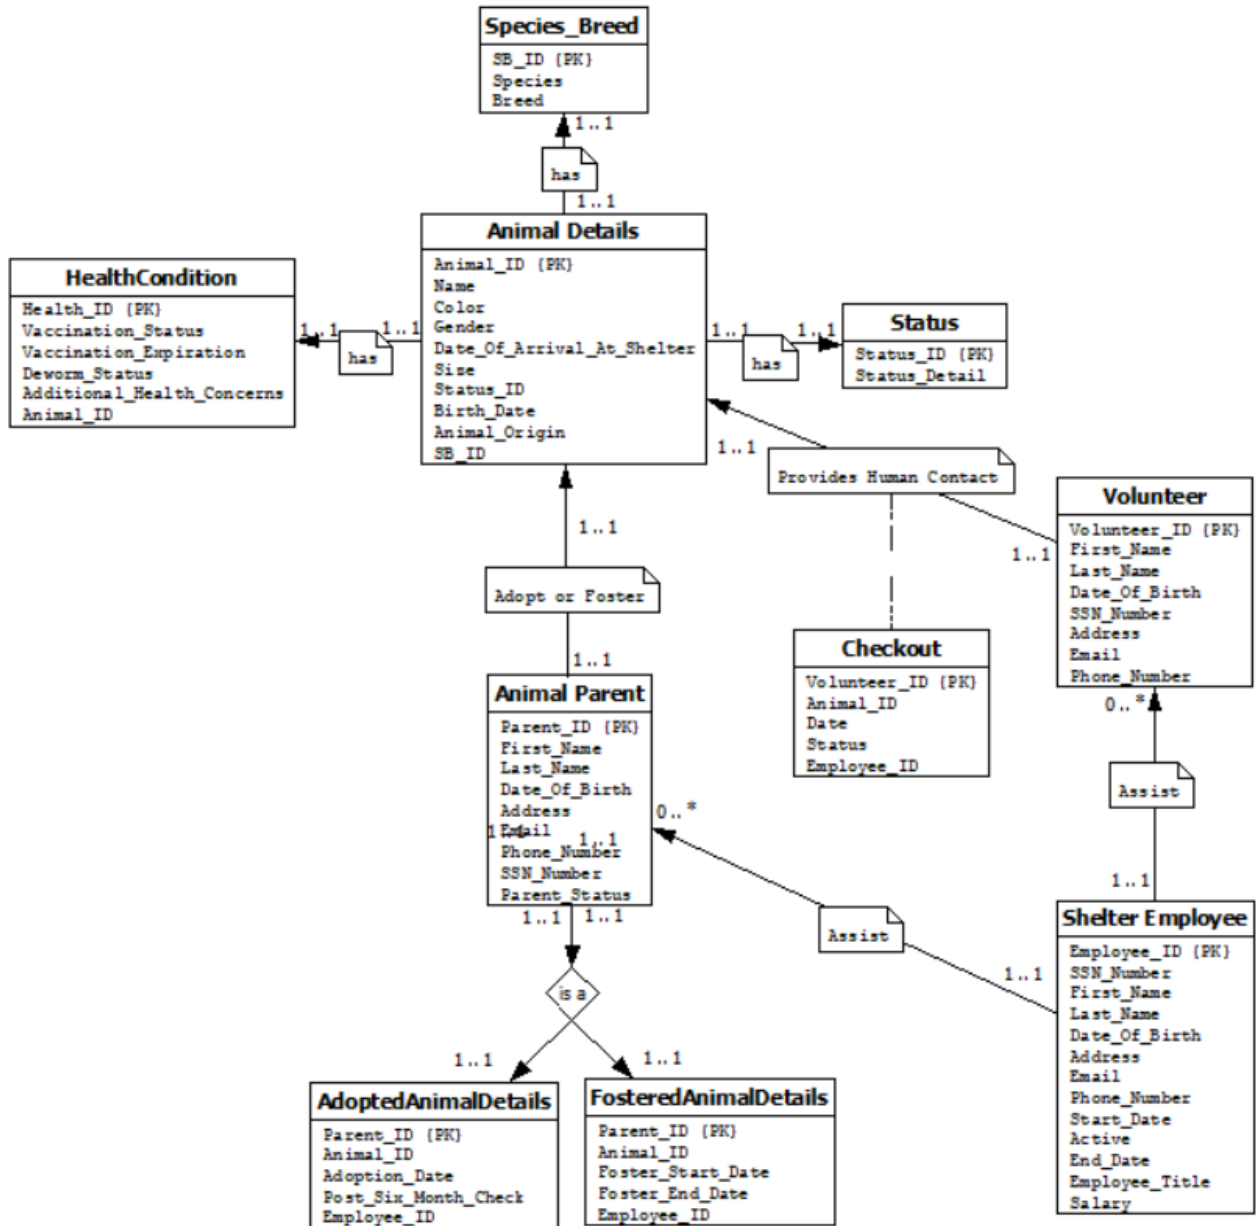 Species_Breed
SB_ID {PK}
Species
Breed
1..1
has
1..1
Animal Details
Animal_ID {PK}
Name
Color
Gender
Date_Of_Arrival_At_Shelter
Size
Status_ID
Birth_Date
Animal_Origin
SB_ID
HealthCondition
Health_ID {PK}
Vaccination_Status
Vaccination_Expiration
Deworm_Status
Additional_Health_Concerns
Animal_ID
1..1
has
1..1
1..1
has
1..1
Status
Status_ID {PK}
Status_Detail
1..1
Provides Human Contact
1..1
Volunteer
Volunteer_ID {PK}
First_Name
Last_Name
Date_Of_Birth
SSN_Number
Address
Email
Phone_Number
1..1
Adopt or Foster
1..1
Checkout
Volunteer_ID {PK}
Animal_ID
Date
Status
Employee_ID
Animal Parent
Parent_ID {PK}
First_Name
Last_Name
Date_Of_Birth
Address
Email
Phone_Number
SSN_Number
Parent_Status
1..1
1..1
0..*
Assist
1..1
0..*
Assist
1..1
Shelter Employee
Employee_ID {PK}
SSN_Number
First_Name
Last_Name
Date_Of_Birth
Address
Email
Phone_Number
Start_Date
Active
End_Date
Employee_Title
Salary
1..1
1..1
is a
1..1
1..1
AdoptedAnimalDetails
Parent_ID {PK}
Animal_ID
Adoption_Date
Post_Six_Month_Check
Employee_ID
FosteredAnimalDetails
Parent_ID {PK}
Animal_ID
Foster_Start_Date
Foster_End_Date
Employee_ID